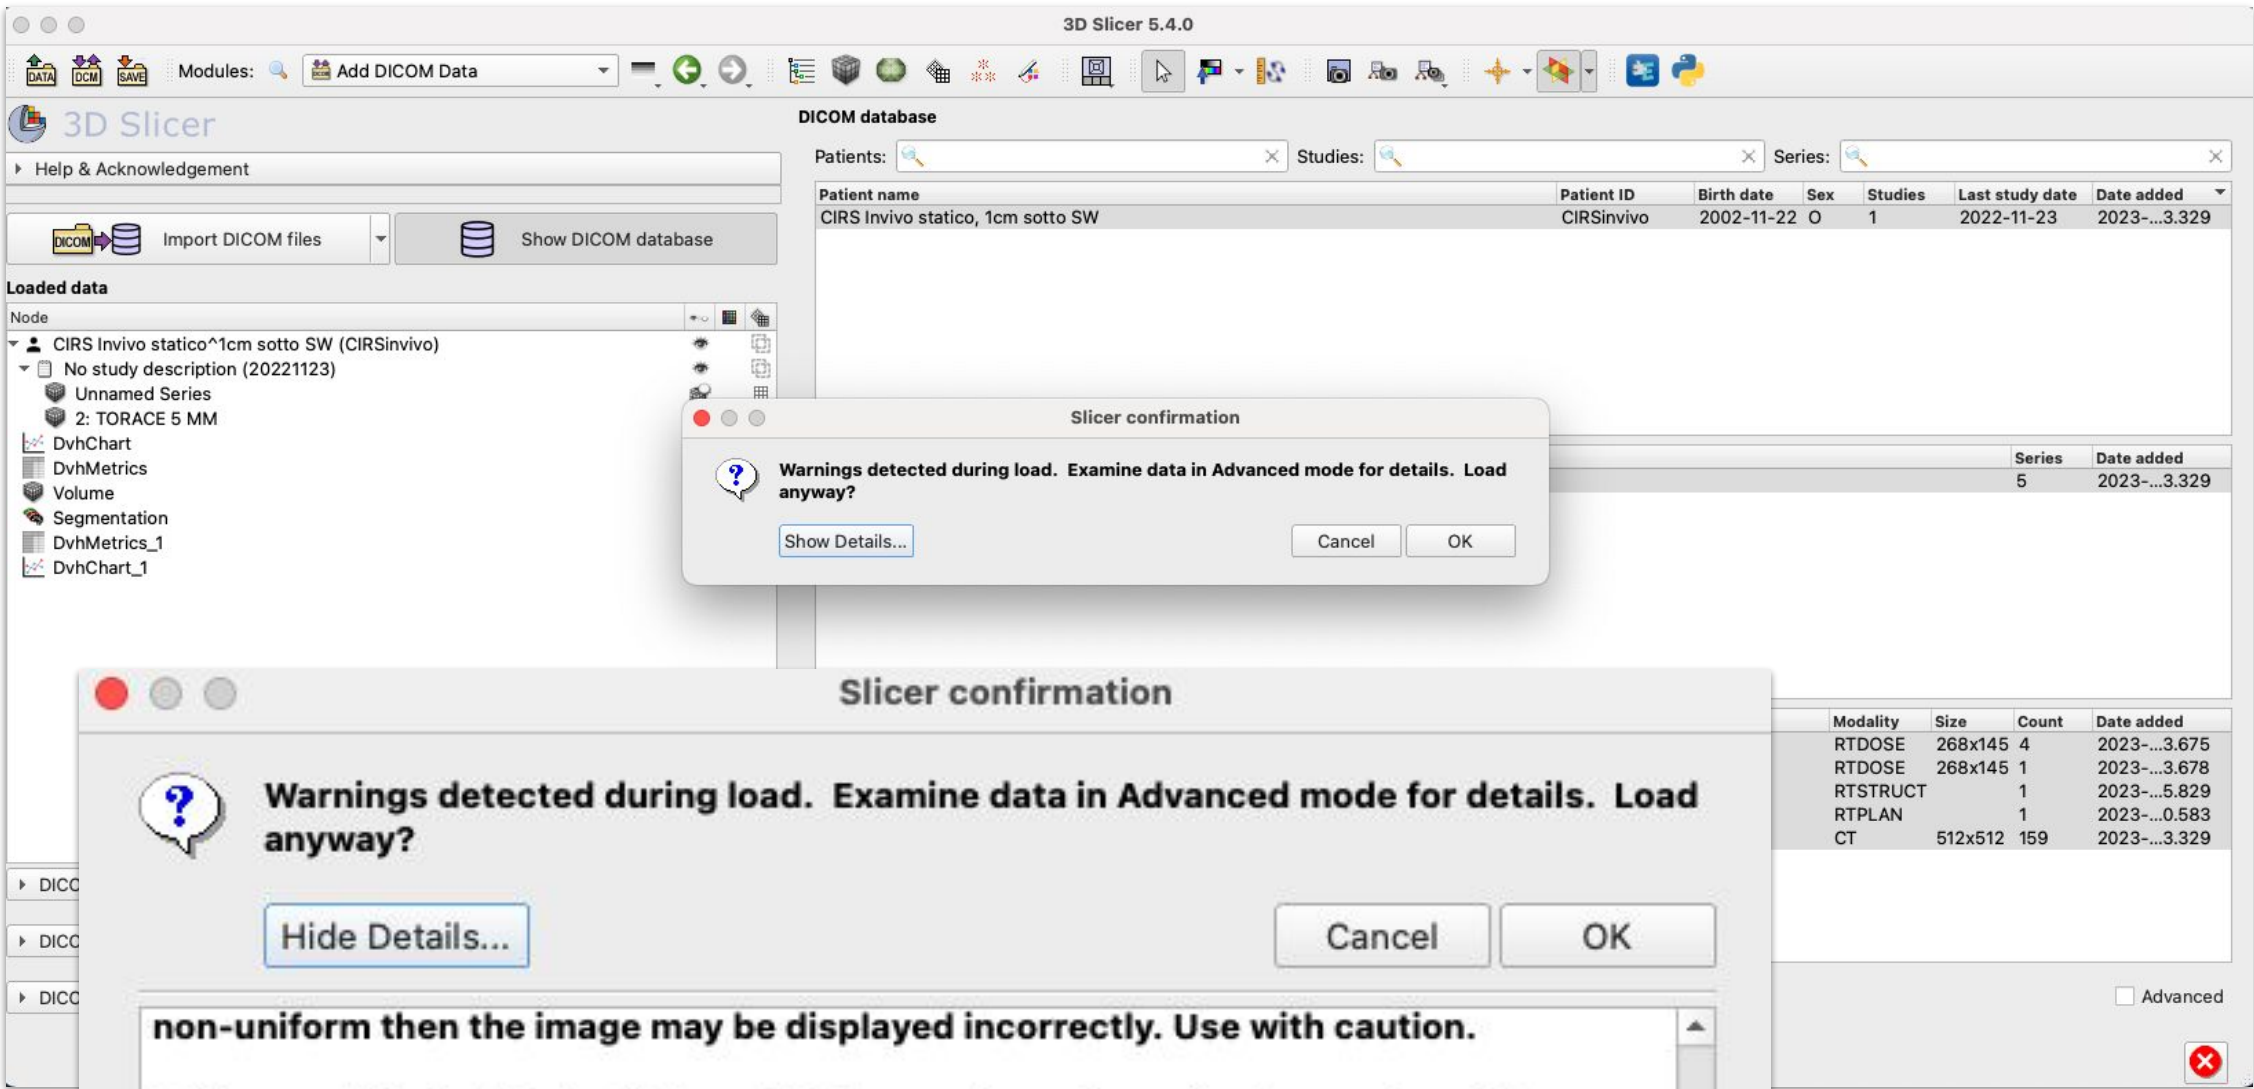 3D Slicer 5.4.0
DATA DCM SAVE Modules: Add DICOM Data
3D Slicer
Help & Acknowledgement
DICOM Import DICOM files Show DICOM database
Loaded data
Node
CIRS Invivo statico^1cm sotto SW (CIRSinvivo)
No study description (20221123)
Unnamed Series
2: TORACE 5 MM
DvhChart
DvhMetrics
Volume
Segmentation
DvhMetrics_1
DvhChart_1
DICO
DICO
DICO
DICOM database
Patients: Studies: Series:
Patient name Patient ID Birth date Sex Studies Last study date Date added
CIRS Invivo statico, 1cm sotto SW CIRSinvivo 2002-11-22 O 1 2022-11-23 2023-...3.329
Series Date added
5 2023-...3.329
Modality Size Count Date added
RTDOSE 268x145 4 2023-...3.675
RTDOSE 268x145 1 2023-...3.678
RTSTRUCT 1 2023-...5.829
RTPLAN 1 2023-...0.583
CT 512x512 159 2023-...3.329
Advanced
Slicer confirmation
Warnings detected during load. Examine data in Advanced mode for details. Load
anyway?
Show Details... Cancel OK
Slicer confirmation
Warnings detected during load. Examine data in Advanced mode for details. Load
anyway?
Hide Details... Cancel OK
non-uniform then the image may be displayed incorrectly. Use with caution.